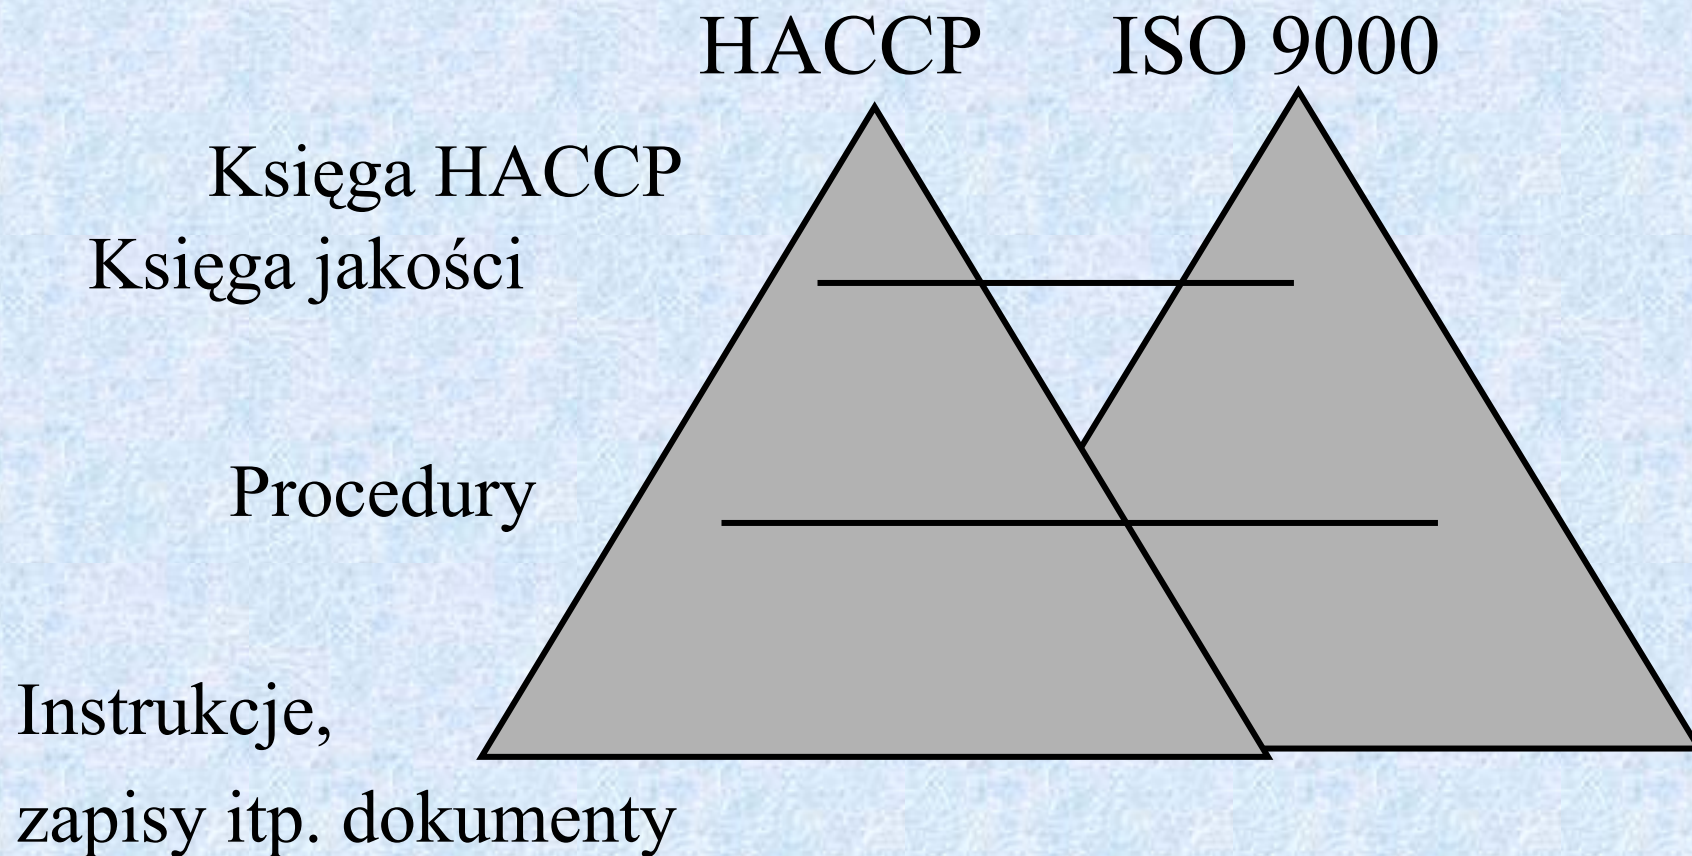 HACCP ISO 9000
Księga HACCP
Księga jakości
Procedury
Instrukcje,
zapisy itp. dokumenty